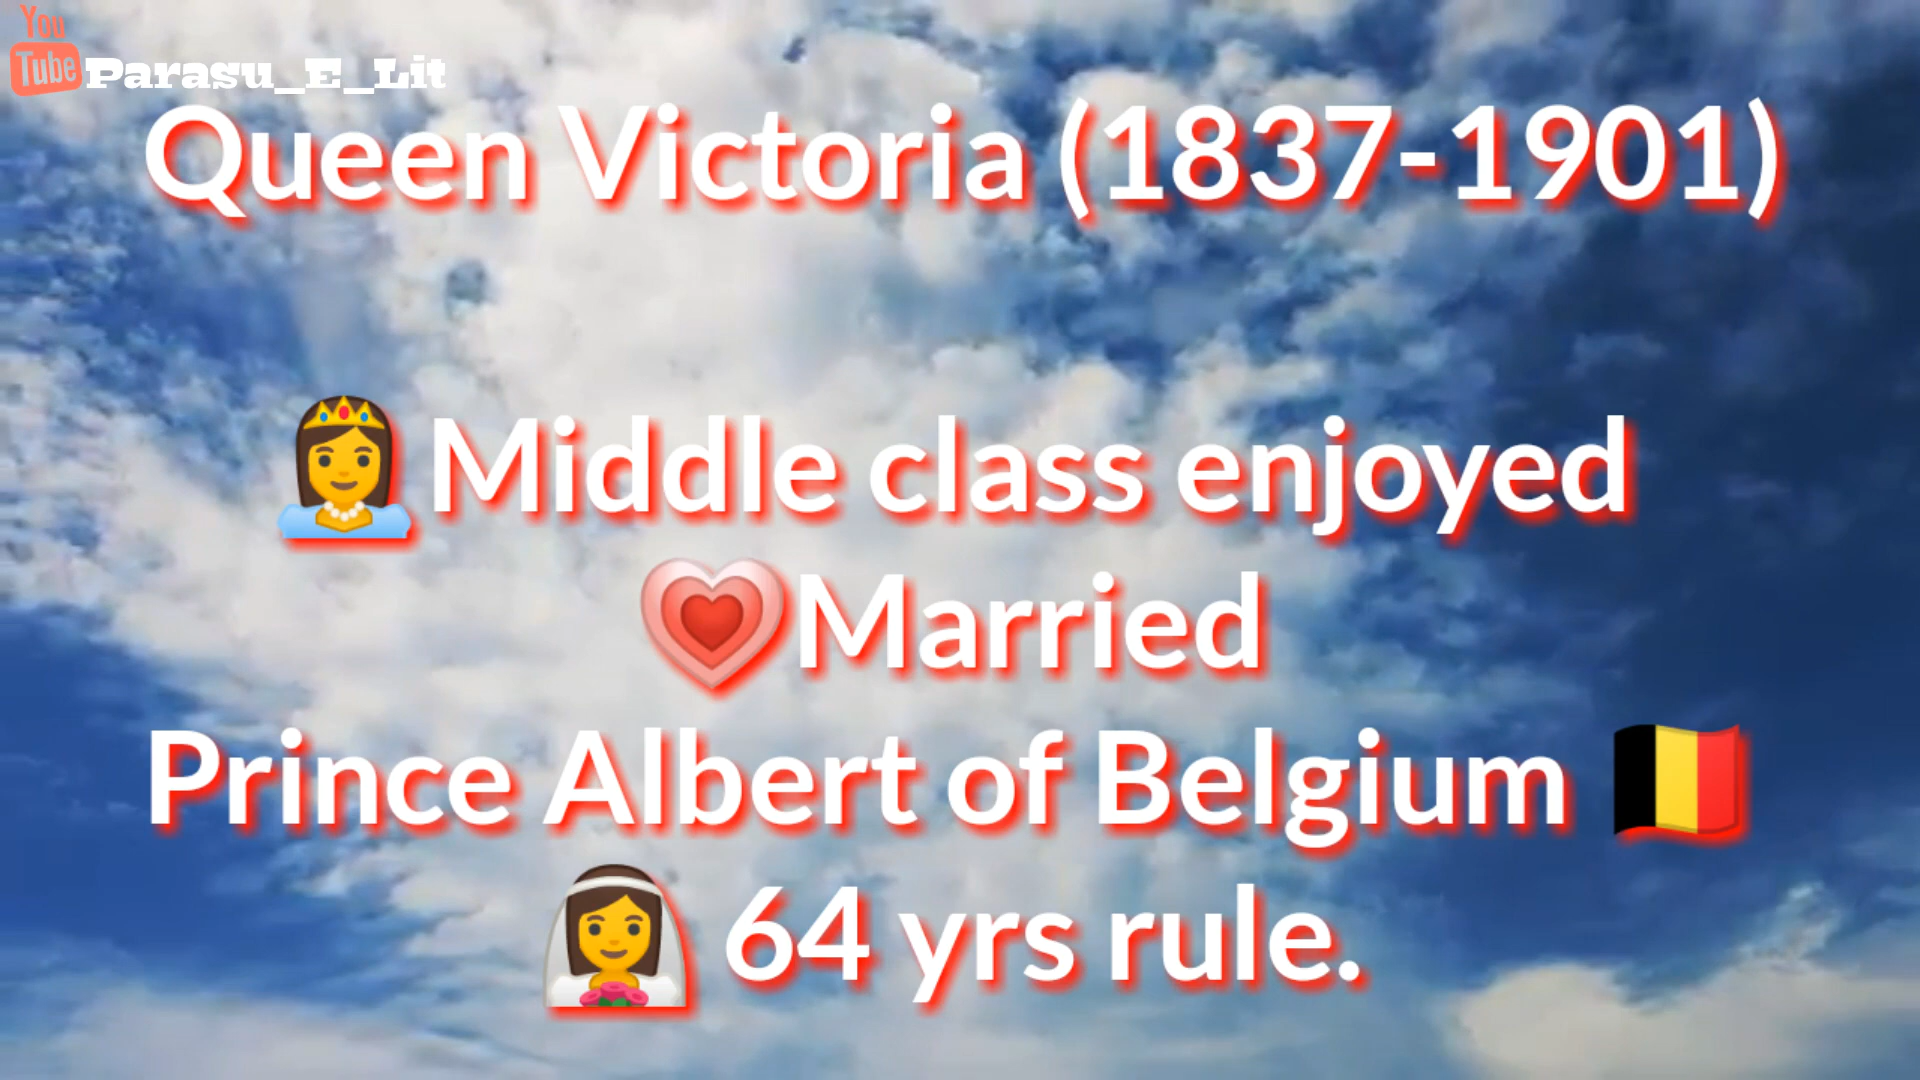 You
Tube Parasu_E_Lit
Queen Victoria (1837-1901)
👸Middle class enjoyed
💗Married
Prince Albert of Belgium 🇧🇪
👰 64 yrs rule.